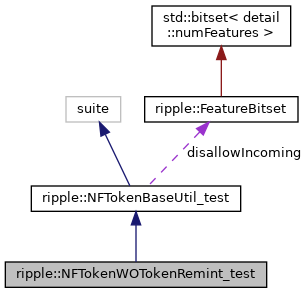 std::bitset< detail
::numFeatures >
suite
ripple::FeatureBitset
disallowIncoming
ripple::NFTokenBaseUtil_test
ripple::NFTokenWOTokenRemint_test